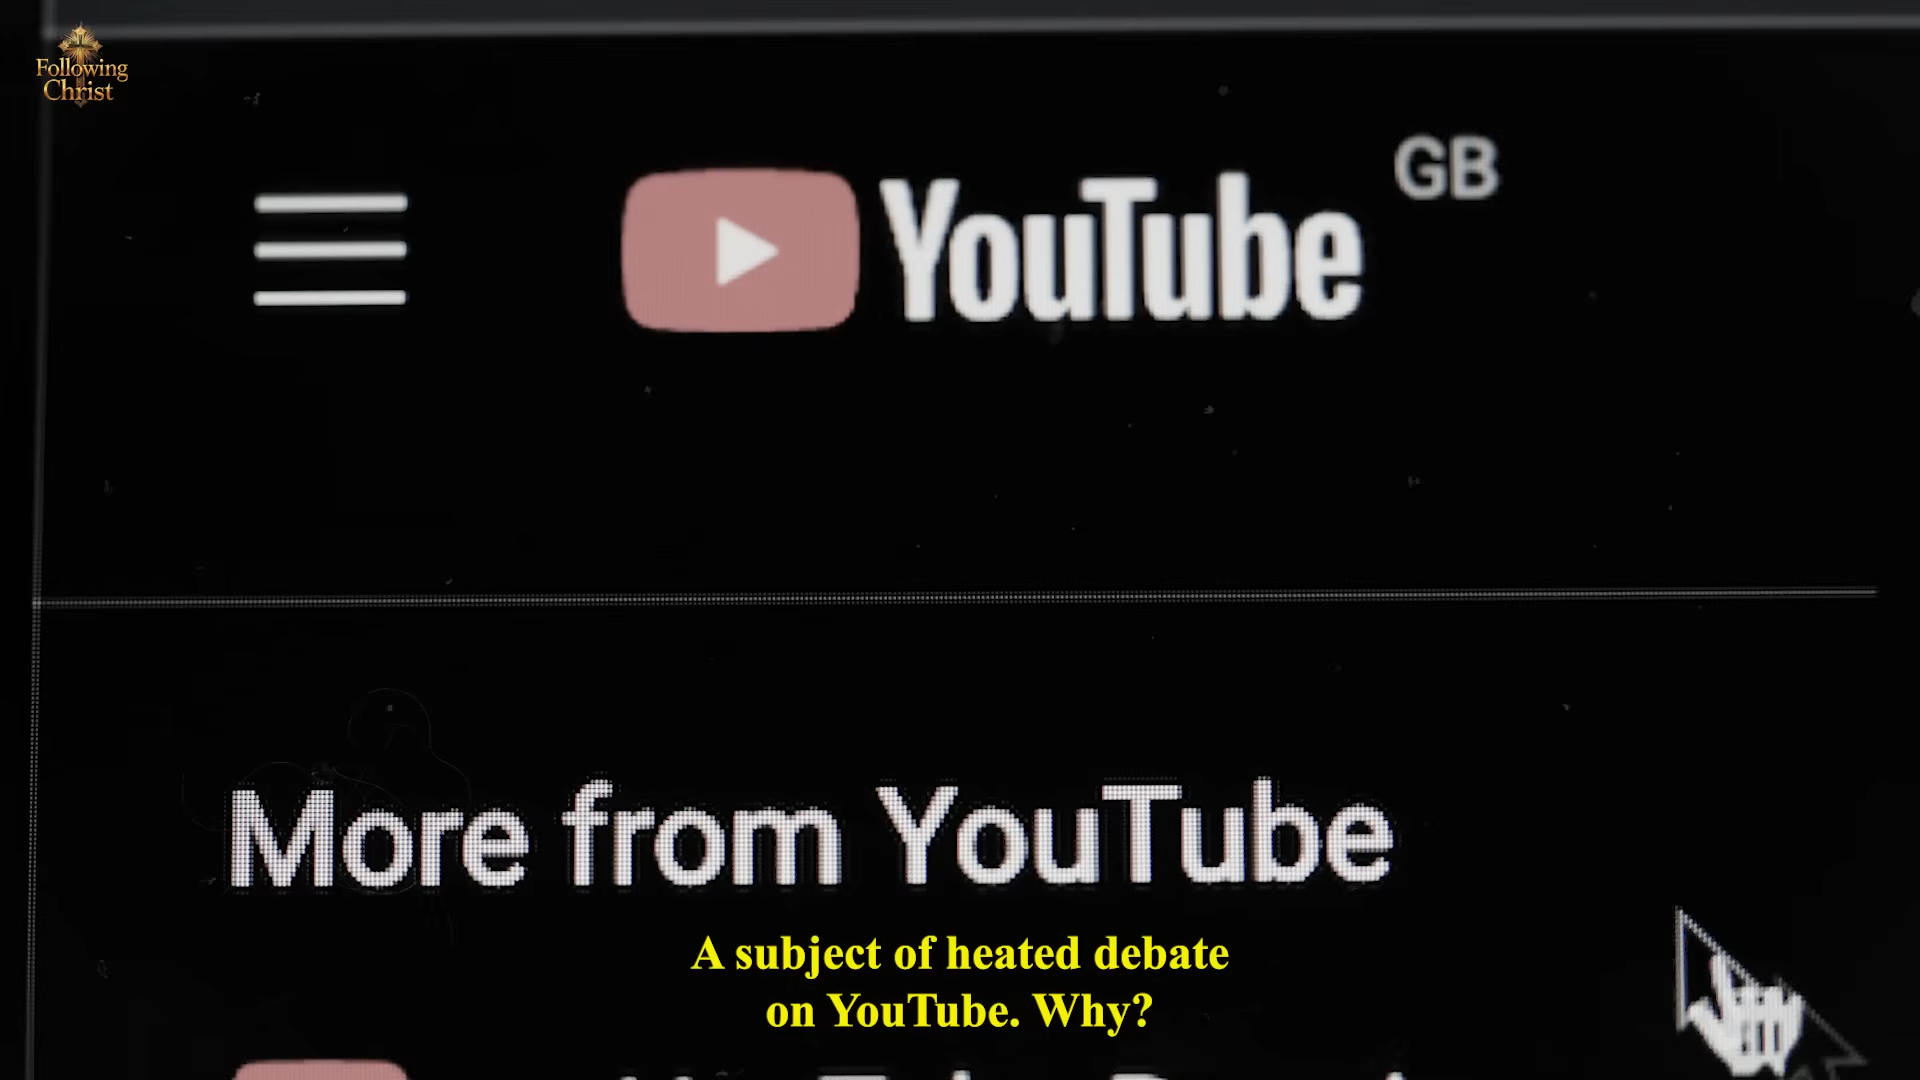 Following
Christ
YouTube GB
More from YouTube
A subject of heated debate
on YouTube. Why?